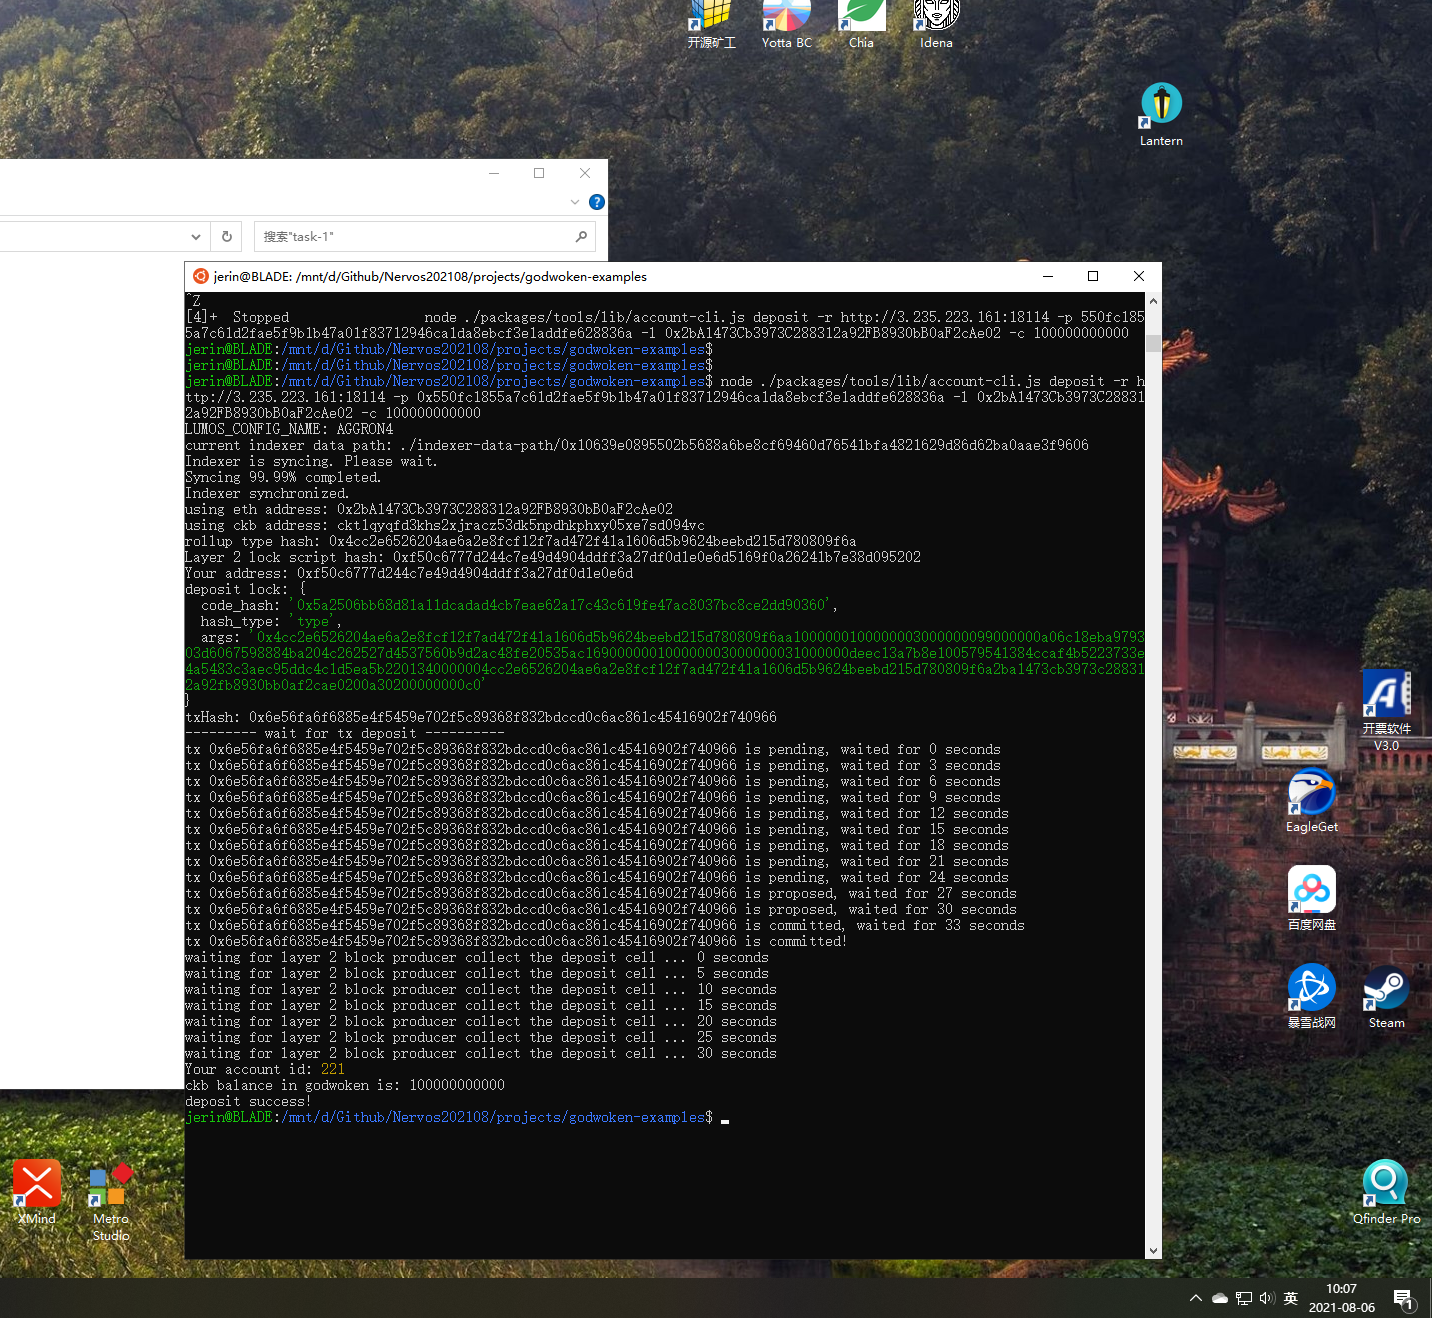 开源矿工
Yotta BC
Chia
Idena
Lantern
搜索"task-1"
jerin@BLADE: /mnt/d/Github/Nervos202108/projects/godwoken-examples
^Z
[4]+  Stopped                 node ./packages/tools/lib/account-cli.js deposit -r http://3.235.223.161:18114 -p 550fc185
5a7c61d2fae5f9b1b47a01f83712946ca1da8ebcf3e1addfe628836a -l 0x2bA1473Cb3973C288312a92FB8930bB0aF2cAe02 -c 100000000000
jerin@BLADE:/mnt/d/Github/Nervos202108/projects/godwoken-examples$
jerin@BLADE:/mnt/d/Github/Nervos202108/projects/godwoken-examples$
jerin@BLADE:/mnt/d/Github/Nervos202108/projects/godwoken-examples$ node ./packages/tools/lib/account-cli.js deposit -r h
ttp://3.235.223.161:18114 -p 0x550fc1855a7c61d2fae5f9b1b47a01f83712946ca1da8ebcf3e1addfe628836a -l 0x2bA1473Cb3973C28831
2a92FB8930bB0aF2cAe02 -c 100000000000
LUMOS_CONFIG_NAME: AGGRON4
current indexer data path: ./indexer-data-path/0x10639e0895502b5688a6be8cf69460d76541bfa4821629d86d62ba0aae3f9606
Indexer is syncing. Please wait.
Syncing 99.99% completed.
Indexer synchronized.
using eth address: 0x2bA1473Cb3973C288312a92FB8930bB0aF2cAe02
using ckb address: ckt1qyqfd3khs2xjracz53dk5npdhkphxy05xe7sd094vc
rollup type hash: 0x4cc2e6526204ae6a2e8fcf12f7ad472f41a1606d5b9624beebd215d780809f6a
Layer 2 lock script hash: 0xf50c6777d244c7e49d4904ddff3a27df0d1e0e6d5169f0a26241b7e38d095202
Your address: 0xf50c6777d244c7e49d4904ddff3a27df0d1e0e6d
deposit lock: {
  code_hash: '0x5a2506bb68d81a11dcadad4cb7eae62a17c43c619fe47ac8037bc8ce2dd90360',
  hash_type: 'type',
  args: '0x4cc2e6526204ae6a2e8fcf12f7ad472f41a1606d5b9624beebd215d780809f6aa10000001000000030000000990000000a06c18eba9793
03d6067598884ba204c262527d4537560b9d2ac48fe20535ac1690000000100000003000000031000000deec13a7b8e100579541384ccaf4b5223733e
4a5483c3aec95ddc4c1d5ea5b2201340000004cc2e6526204ae6a2e8fcf12f7ad472f41a1606d5b9624beebd215d780809f6a2ba1473cb3973c28831
2a92fb8930bb0af2cae0200a30200000000c0'
}
txHash: 0x6e56fa6f6885e4f5459e702f5c89368f832bdccd0c6ac861c45416902f740966
--------- wait for tx deposit ----------
tx 0x6e56fa6f6885e4f5459e702f5c89368f832bdccd0c6ac861c45416902f740966 is pending, waited for 0 seconds
tx 0x6e56fa6f6885e4f5459e702f5c89368f832bdccd0c6ac861c45416902f740966 is pending, waited for 3 seconds
tx 0x6e56fa6f6885e4f5459e702f5c89368f832bdccd0c6ac861c45416902f740966 is pending, waited for 6 seconds
tx 0x6e56fa6f6885e4f5459e702f5c89368f832bdccd0c6ac861c45416902f740966 is pending, waited for 9 seconds
tx 0x6e56fa6f6885e4f5459e702f5c89368f832bdccd0c6ac861c45416902f740966 is pending, waited for 12 seconds
tx 0x6e56fa6f6885e4f5459e702f5c89368f832bdccd0c6ac861c45416902f740966 is pending, waited for 15 seconds
tx 0x6e56fa6f6885e4f5459e702f5c89368f832bdccd0c6ac861c45416902f740966 is pending, waited for 18 seconds
tx 0x6e56fa6f6885e4f5459e702f5c89368f832bdccd0c6ac861c45416902f740966 is pending, waited for 21 seconds
tx 0x6e56fa6f6885e4f5459e702f5c89368f832bdccd0c6ac861c45416902f740966 is pending, waited for 24 seconds
tx 0x6e56fa6f6885e4f5459e702f5c89368f832bdccd0c6ac861c45416902f740966 is proposed, waited for 27 seconds
tx 0x6e56fa6f6885e4f5459e702f5c89368f832bdccd0c6ac861c45416902f740966 is proposed, waited for 30 seconds
tx 0x6e56fa6f6885e4f5459e702f5c89368f832bdccd0c6ac861c45416902f740966 is committed, waited for 33 seconds
tx 0x6e56fa6f6885e4f5459e702f5c89368f832bdccd0c6ac861c45416902f740966 is committed!
waiting for layer 2 block producer collect the deposit cell ... 0 seconds
waiting for layer 2 block producer collect the deposit cell ... 5 seconds
waiting for layer 2 block producer collect the deposit cell ... 10 seconds
waiting for layer 2 block producer collect the deposit cell ... 15 seconds
waiting for layer 2 block producer collect the deposit cell ... 20 seconds
waiting for layer 2 block producer collect the deposit cell ... 25 seconds
waiting for layer 2 block producer collect the deposit cell ... 30 seconds
Your account id: 221
ckb balance in godwoken is: 100000000000
deposit success!
jerin@BLADE:/mnt/d/Github/Nervos202108/projects/godwoken-examples$
开票软件
V3.0
EagleGet
百度网盘
暴雪战网
Steam
XMind
Metro
Studio
Qfinder Pro
英
10:07
2021-08-06
1